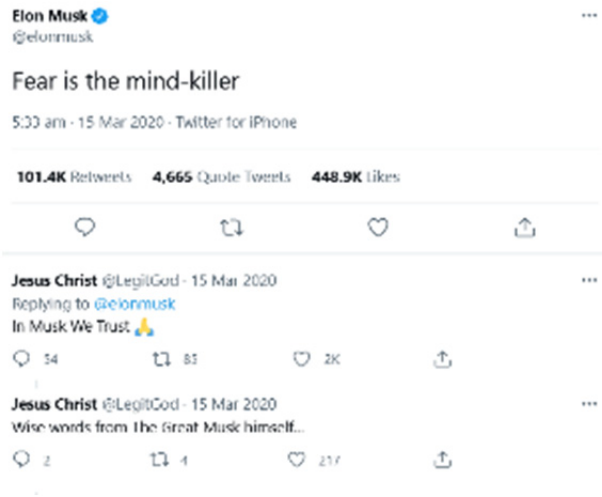 Elon Musk
@elonmusk
Fear is the mind-killer
5:33 am · 15 Mar 2020 · Twitter for iPhone
101.4K Retweets 4,665 Quote Tweets 448.9K Likes
Jesus Christ @LegitGod · 15 Mar 2020
Replying to @elonmusk
In Musk We Trust 🙏
54 85 2K
Jesus Christ @LegitGod · 15 Mar 2020
Wise words from The Great Musk himself...
2 4 217